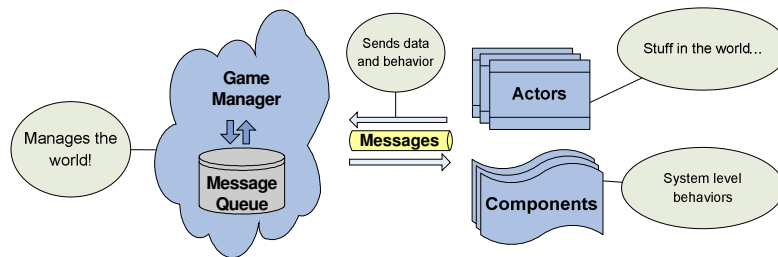 Manages the
world!
Game
Manager
Message
Queue
Sends data
and behavior
Messages
Actors
Stuff in the world...
Components
System level
behaviors